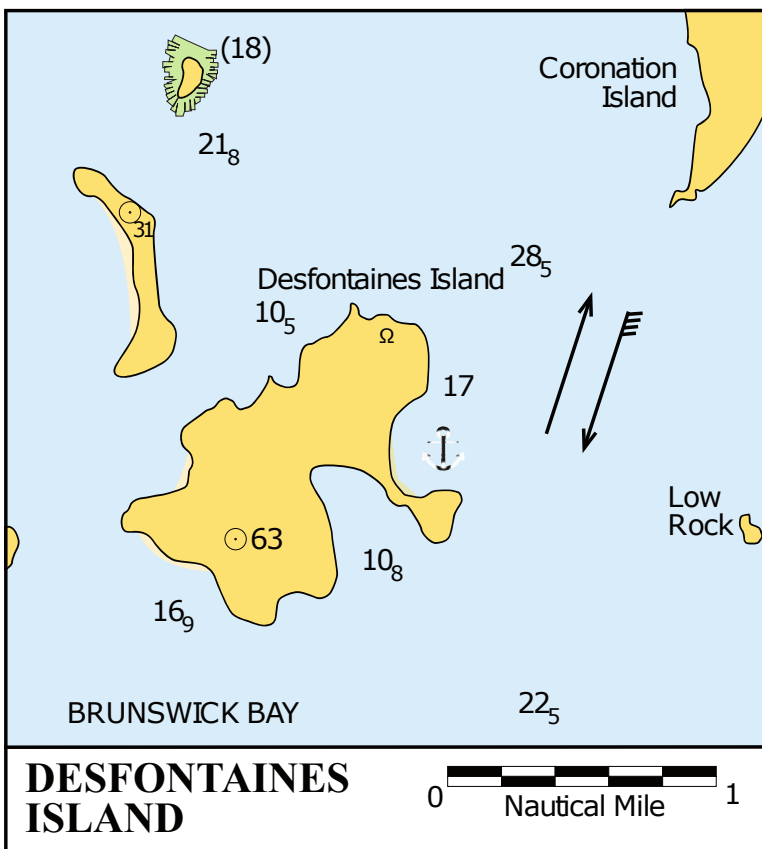 (18)
Coronation
Island
21₈
31
Desfontaines Island
28₅
10₅
Ω
17
Low
Rock
63
10₈
16₉
22₅
BRUNSWICK BAY
DESFONTAINES
ISLAND
0
1
Nautical Mile